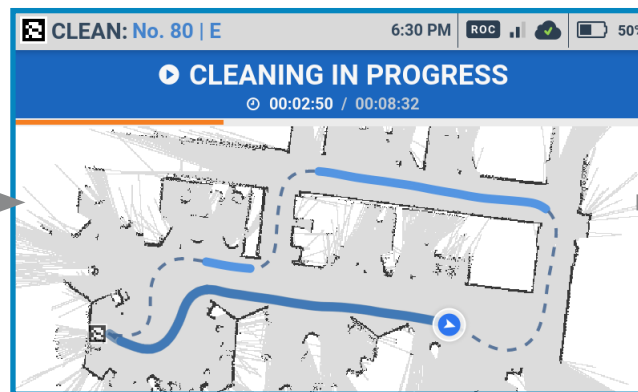 CLEAN: No. 80 | E
6:30 PM
ROC
50%
CLEANING IN PROGRESS
00:02:50 / 00:08:32